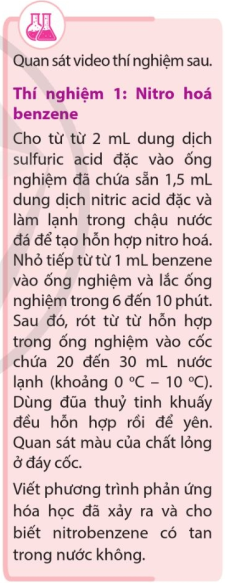 Quan sát video thí nghiệm sau.
Thí nghiệm 1: Nitro hoá
benzene
Cho từ từ 2 mL dung dịch
sulfuric acid đặc vào ống
nghiệm đã chứa sẵn 1,5 mL
dung dịch nitric acid đặc và
làm lạnh trong chậu nước
đá để tạo hỗn hợp nitro hoá.
Nhỏ tiếp từ từ 1 mL benzene
vào ống nghiệm và lắc ống
nghiệm trong 6 đến 10 phút.
Sau đó, rót từ từ hỗn hợp
trong ống nghiệm vào cốc
chứa 20 đến 30 mL nước
lạnh (khoảng 0 ºC – 10 ºC).
Dùng đũa thuỷ tinh khuấy
đều hỗn hợp rồi để yên.
Quan sát màu của chất lỏng
ở đáy cốc.
Viết phương trình phản ứng
hóa học đã xảy ra và cho
biết nitrobenzene có tan
trong nước không.